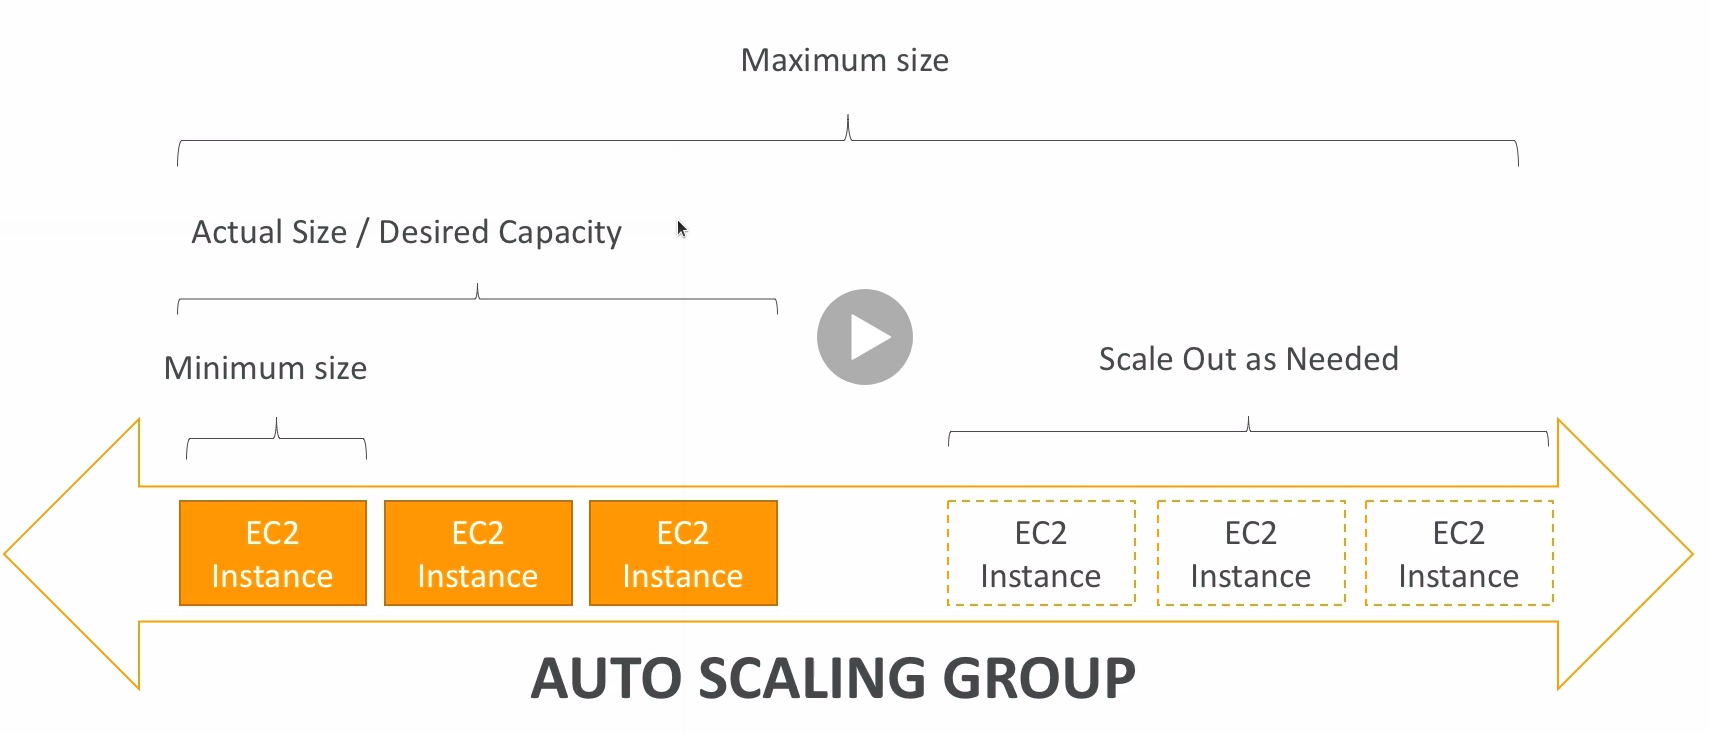 Maximum size
Actual Size / Desired Capacity
Minimum size
Scale Out as Needed
EC2
Instance
EC2
Instance
EC2
Instance
EC2
Instance
EC2
Instance
EC2
Instance
AUTO SCALING GROUP